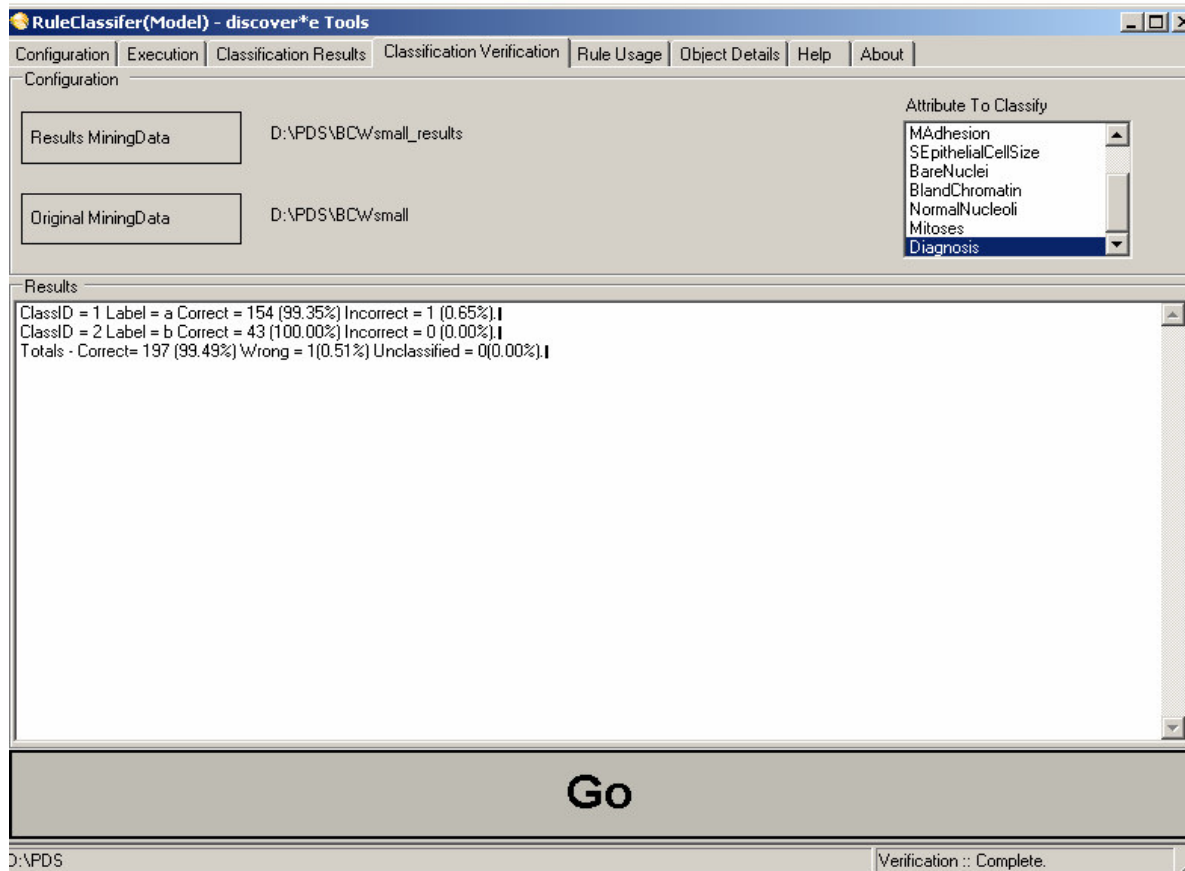 RuleClassifer(Model) - discover*e Tools
Configuration Execution Classification Results Classification Verification Rule Usage Object Details Help About
Configuration
Attribute To Classify
Results MiningData D:\PDS\BCWsmall_results
MAdhesion
SEpithelialCellSize
BareNuclei
BlandChromatin
NormalNucleoli
Mitoses
Diagnosis
Original MiningData D:\PDS\BCWsmall
Results
ClassID = 1 Label = a Correct = 154 (99.35%) Incorrect = 1 (0.65%).
ClassID = 2 Label = b Correct = 43 (100.00%) Incorrect = 0 (0.00%).
Totals - Correct= 197 (99.49%) Wrong = 1(0.51%) Unclassified = 0(0.00%).
Go
D:\PDS Verification :: Complete.